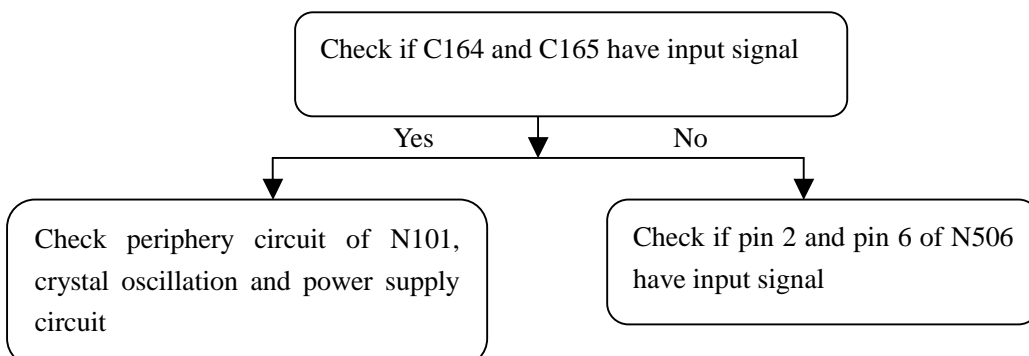 Check if C164 and C165 have input signal
Yes
No
Check periphery circuit of N101,
crystal oscillation and power supply
circuit
Check if pin 2 and pin 6 of N506
have input signal